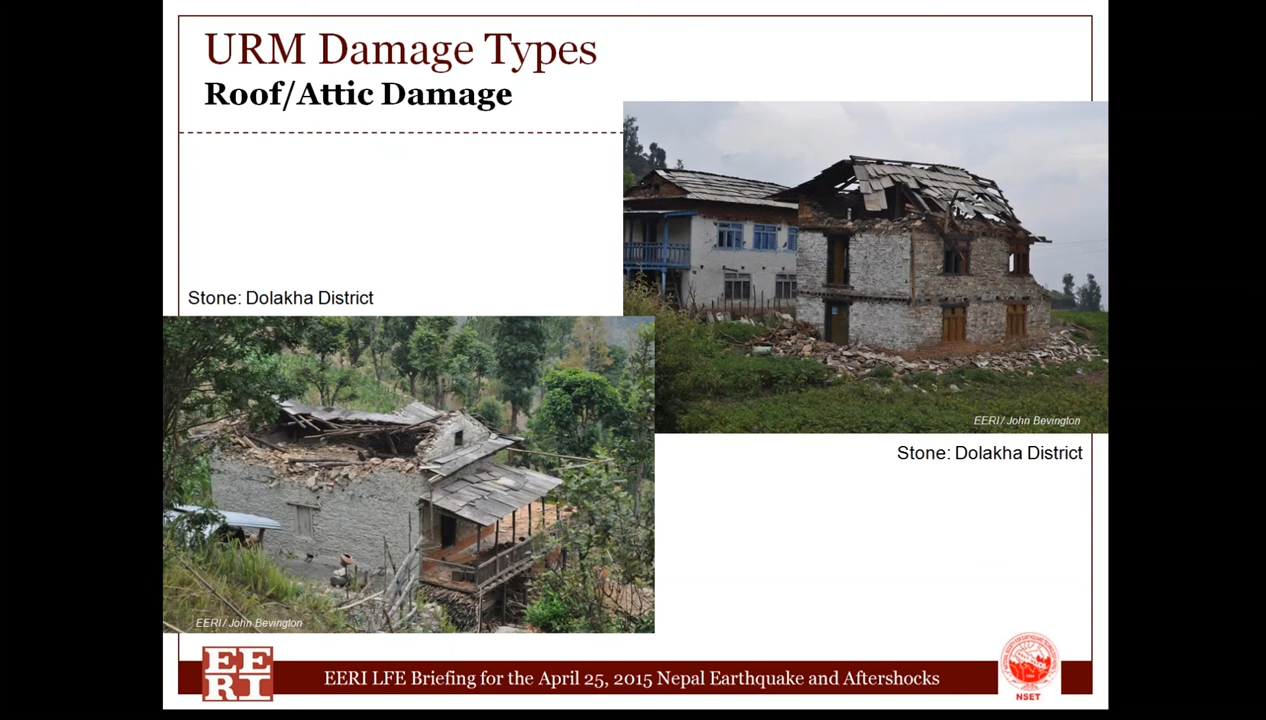 URM Damage Types
Roof/Attic Damage
Stone: Dolakha District
EERI / John Bevington
Stone: Dolakha District
EERI / John Bevington
EERI
EERI LFE Briefing for the April 25, 2015 Nepal Earthquake and Aftershocks
NSET